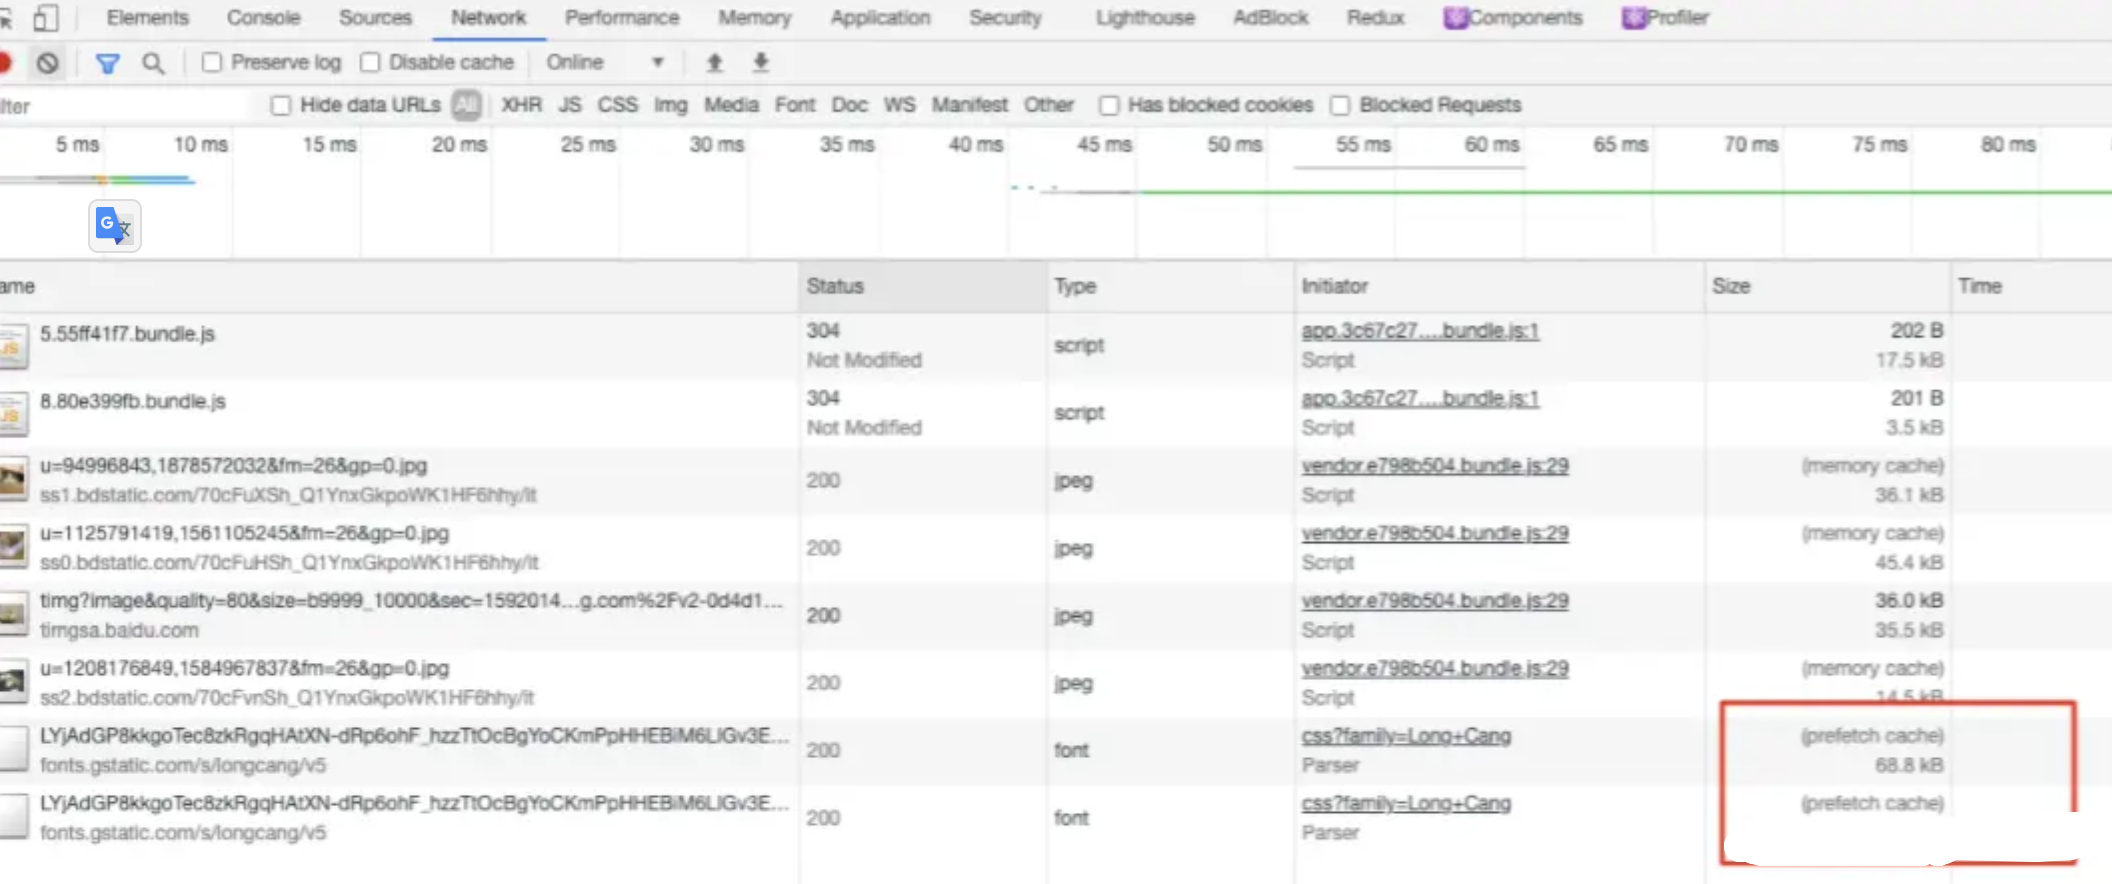 Elements Console Sources Network Performance Memory Application Security Lighthouse AdBlock Redux Components Profiler
Preserve log Disable cache Online
ilter Hide data URLs All XHR JS CSS Img Media Font Doc WS Manifest Other Has blocked cookies Blocked Requests
5 ms 10 ms 15 ms 20 ms 25 ms 30 ms 35 ms 40 ms 45 ms 50 ms 55 ms 60 ms 65 ms 70 ms 75 ms 80 ms
G 文
ame Status Type Initiator Size Time
5.55ff41f7.bundle.js 304 script app.3c67c27....bundle.js:1 202 B
Not Modified Script 17.5 kB
8.80e399fb.bundle.js 304 script app.3c67c27....bundle.js:1 201 B
Not Modified Script 3.5 kB
u=94996843,1878572032&fm=26&gp=0.jpg 200 jpeg vendor.e798b504.bundle.js:29 (memory cache)
ss1.bdstatic.com/70cFuXSh_Q1YnxGkpoWK1HF6hhy/it Script 36.1 kB
u=1125791419,1561105245&fm=26&gp=0.jpg 200 jpeg vendor.e798b504.bundle.js:29 (memory cache)
ss0.bdstatic.com/70cFuHSh_Q1YnxGkpoWK1HF6hhy/it Script 45.4 kB
timg?image&quality=80&size=b9999_10000&sec=1592014...g.com%2Fv2-0d4d1... 200 jpeg vendor.e798b504.bundle.js:29 36.0 kB
timgsa.baidu.com Script 35.5 kB
u=1208176849,1584967837&fm=26&gp=0.jpg 200 jpeg vendor.e798b504.bundle.js:29 (memory cache)
ss2.bdstatic.com/70cFvnSh_Q1YnxGkpoWK1HF6hhy/it Script 14.5 kB
LYjAdGP8kkgoTec8zkRgqHAtXN-dRp6ohF_hzzTtOcBgYoCKmPpHHEBiM6LIGv3E... 200 font css?family=Long+Cang (prefetch cache)
fonts.gstatic.com/s/longcang/v5 Parser 68.8 kB
LYjAdGP8kkgoTec8zkRgqHAtXN-dRp6ohF_hzzTtOcBgYoCKmPpHHEBiM6LIGv3E... 200 font css?family=Long+Cang (prefetch cache)
fonts.gstatic.com/s/longcang/v5 Parser